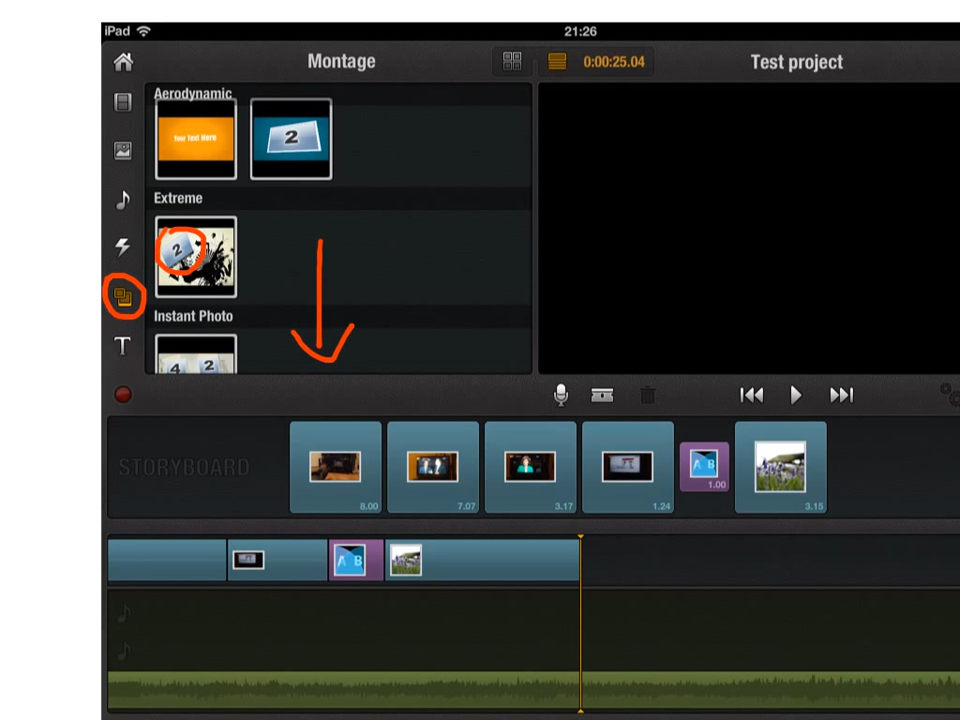 iPad 21:26
Montage 0:00:25.04 Test project
Aerodynamic
Your Text Here 2
Extreme
2
Instant Photo
4 2
T
STORYBOARD
8.00 7.07 3.17 1.24 A B 1.00 3.15
A B